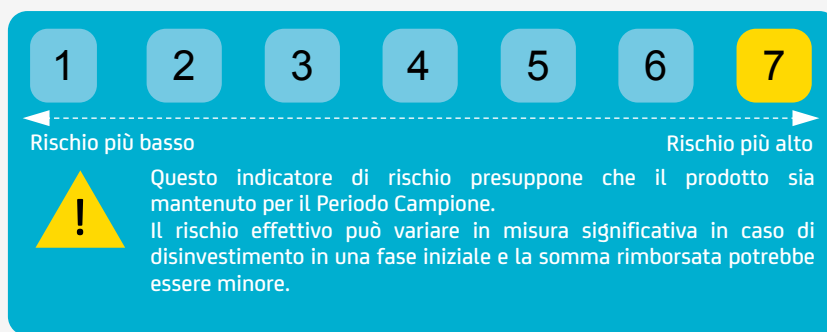 1 2 3 4 5 6 7
Rischio più basso Rischio più alto
!
Questo indicatore di rischio presuppone che il prodotto sia
mantenuto per il Periodo Campione.
Il rischio effettivo può variare in misura significativa in caso di
disinvestimento in una fase iniziale e la somma rimborsata potrebbe
essere minore.